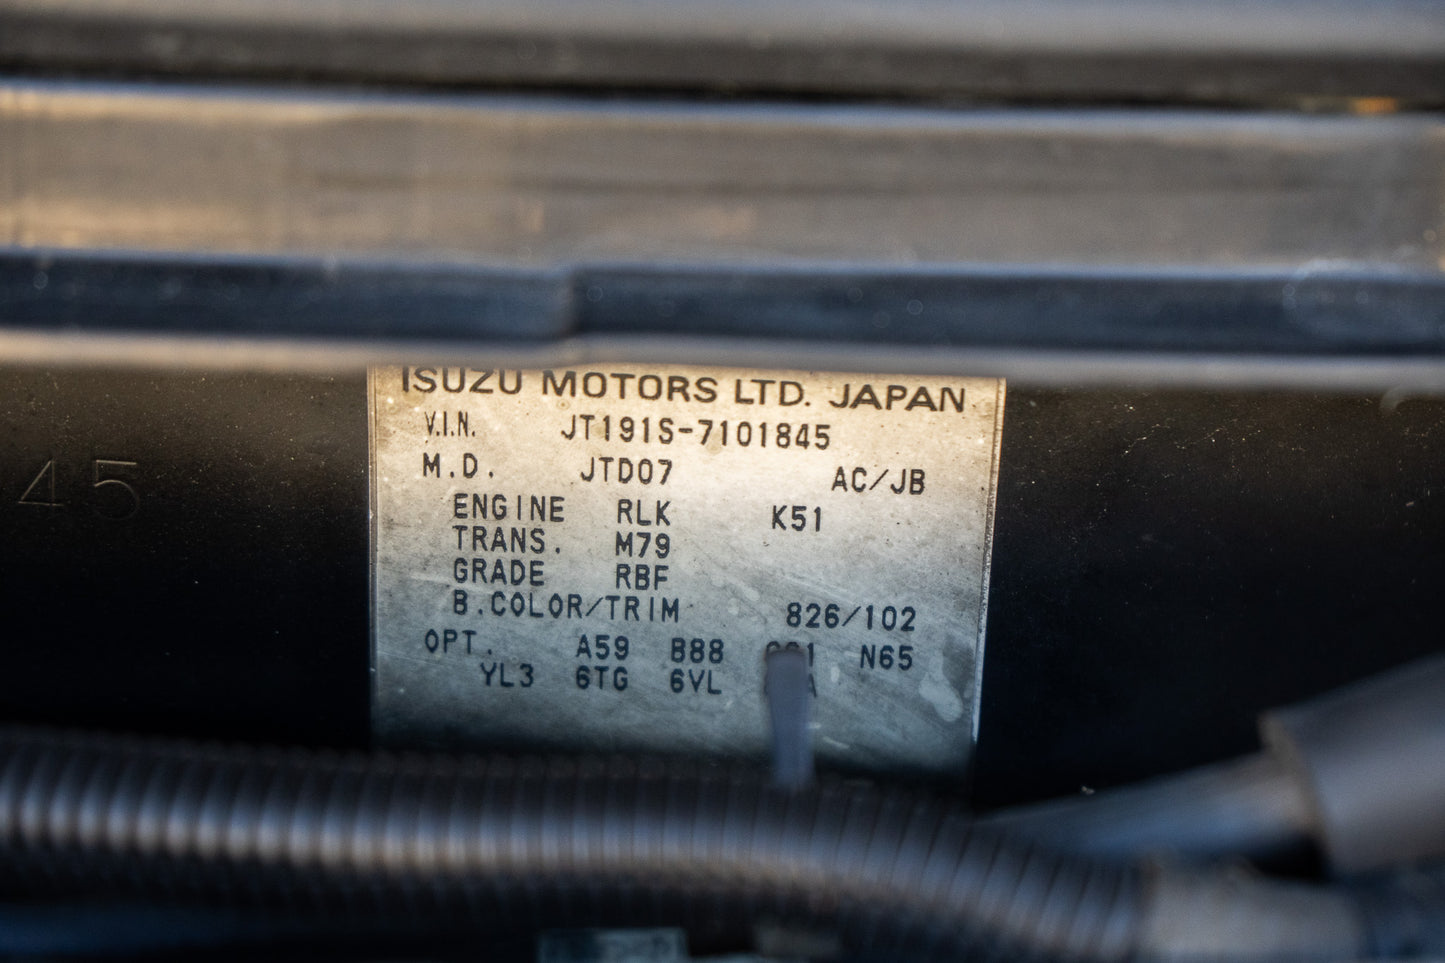 ISUZU MOTORS LTD. JAPAN
V.I.N. JT191S-7101845
M.D. JTD07 AC/JB
ENGINE RLK K51
TRANS. M79
GRADE RBF
B.COLOR/TRIM 826/102
OPT. A59 B88 N65
YL3 6TG 6VL
45